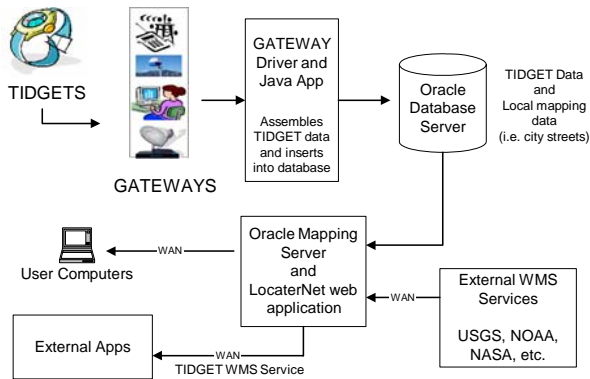 TIDGETS
GATEWAYS
GATEWAY
Driver and
Java App
Assembles
TIDGET data
and inserts
into database
Oracle
Database
Server
TIDGET Data
and
Local mapping
data
(i.e. city streets)
WAN
User Computers
Oracle Mapping
Server
and
LocaterNet web
application
WAN
External WMS
Services
USGS, NOAA,
NASA, etc.
External Apps
WAN
TIDGET WMS Service